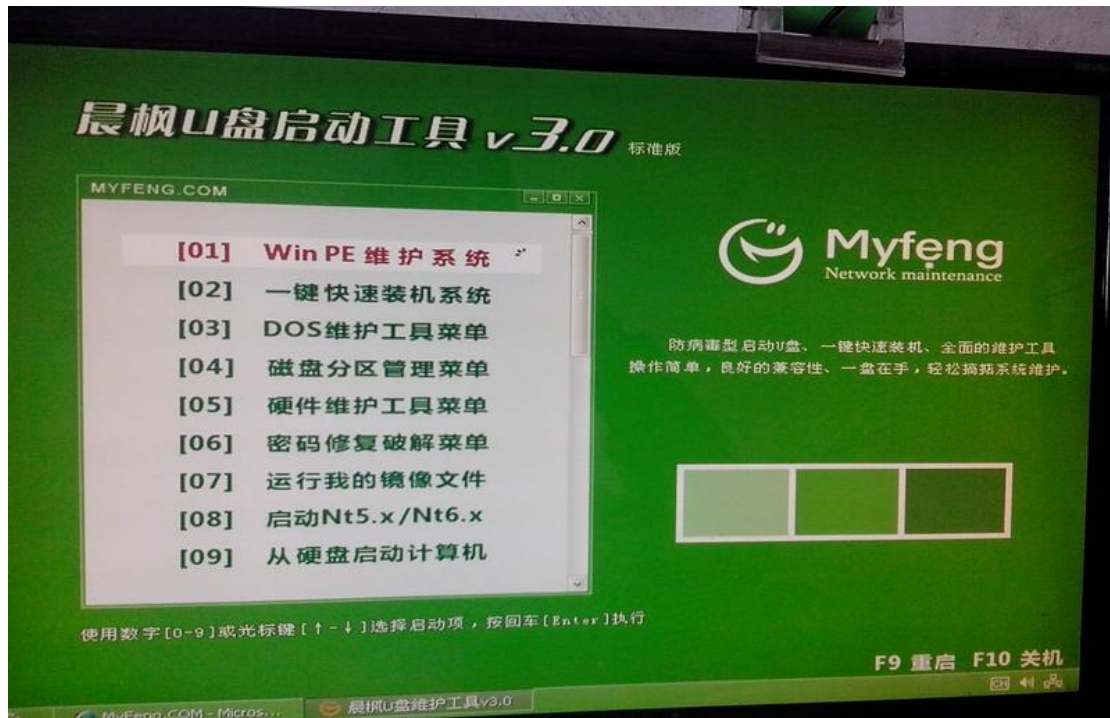 晨枫U盘启动工具 v3.0 标准版
MYFENG.COM
[01] WinPE维护系统
[02] 一键快速装机系统
[03] DOS维护工具菜单
[04] 磁盘分区管理菜单
[05] 硬件维护工具菜单
[06] 密码修复破解菜单
[07] 运行我的镜像文件
[08] 启动Nt5.x/Nt6.x
[09] 从硬盘启动计算机
Myfeng
Network maintenance
防病毒型启动U盘、一键快速装机、全面的维护工具
操作简单，良好的兼容性、一盘在手，轻松搞掂系统维护。
使用数字[0-9]或光标键[↑-↓]选择启动项，按回车[Enter]执行
F9 重启 F10 关机
CH
MyFeng.COM - Micros...
晨枫U盘维护工具v3.0